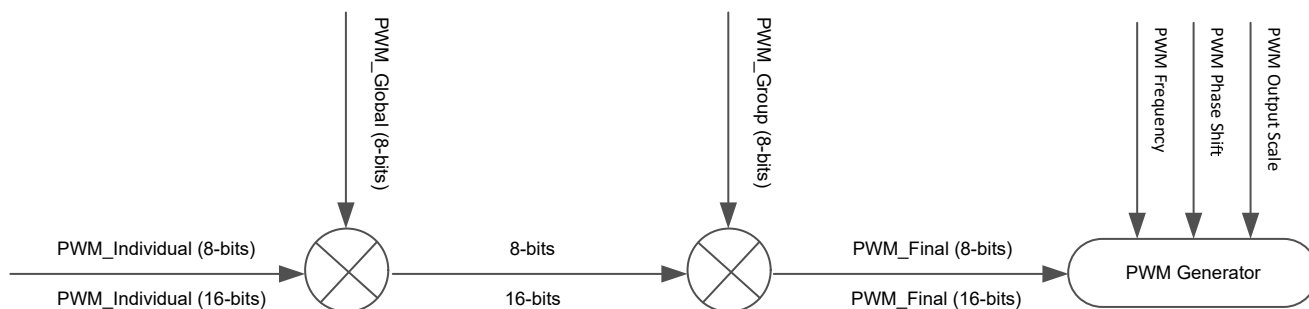 PWM_Global (8-bits)
PWM_Group (8-bits)
PWM Frequency
PWM Phase Shift
PWM Output Scale
PWM_Individual (8-bits)
8-bits
PWM_Final (8-bits)
PWM Generator
PWM_Individual (16-bits)
16-bits
PWM_Final (16-bits)